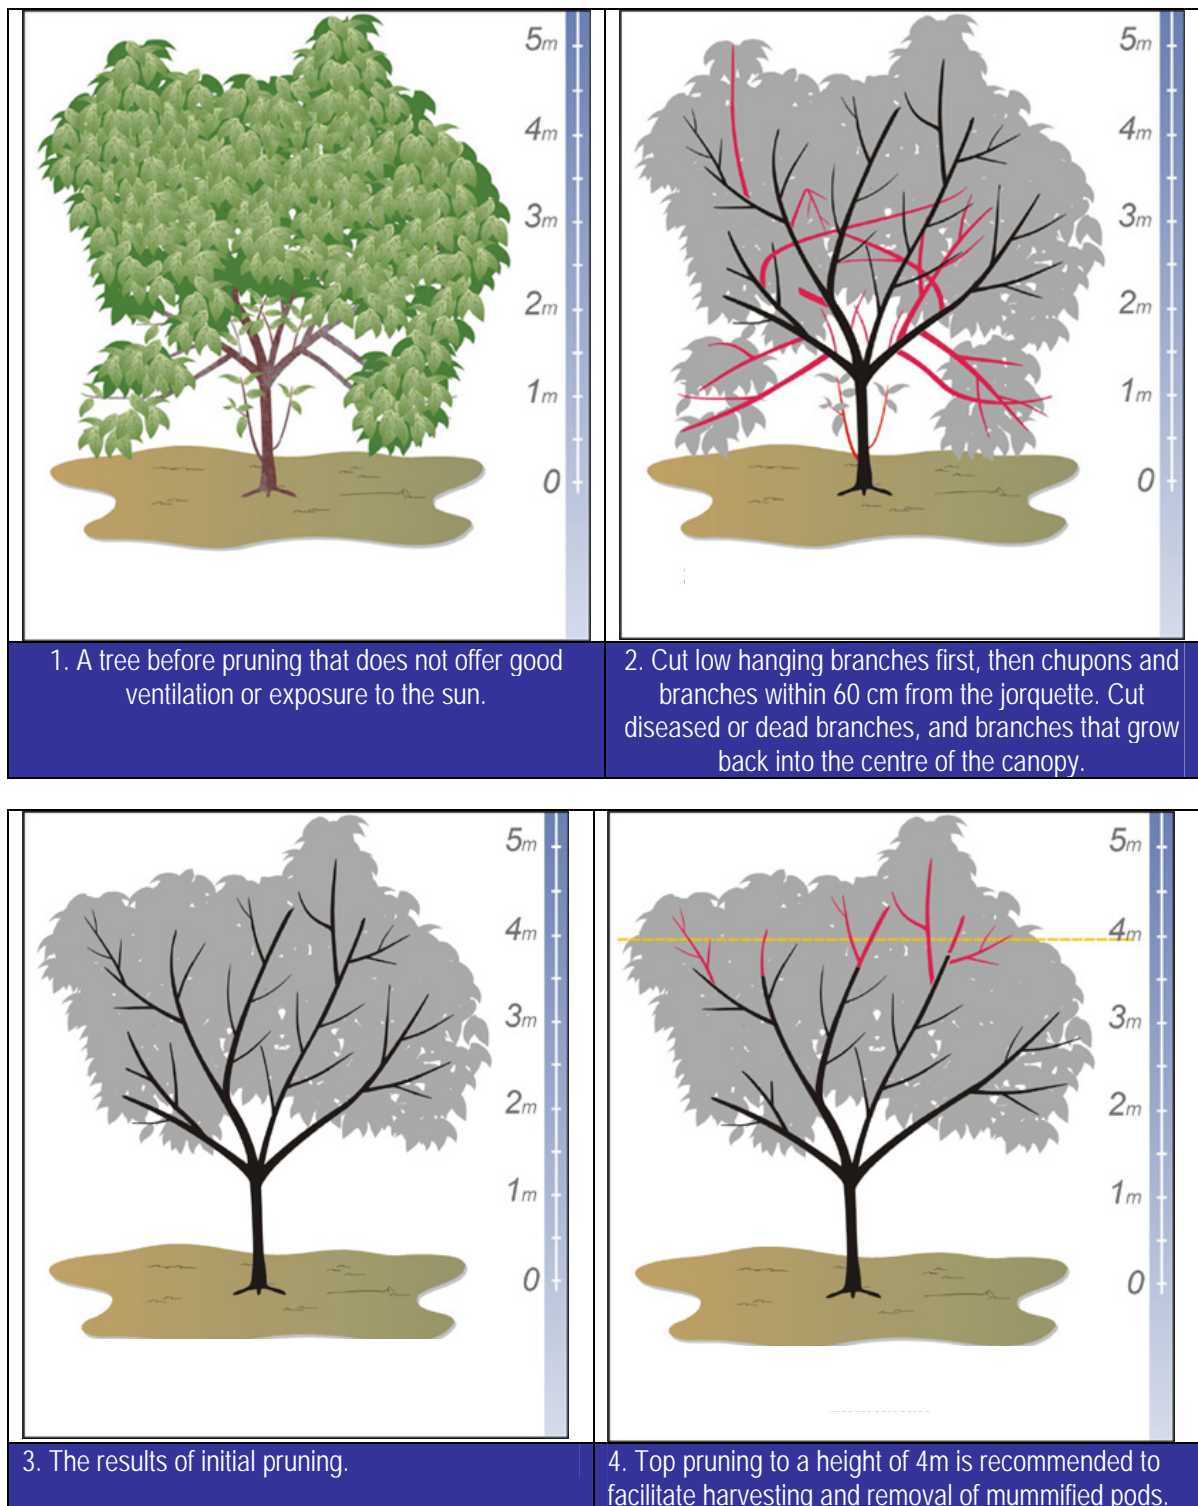 5m
4m
3m
2m
1m
0
5m
4m
3m
2m
1m
0
1. A tree before pruning that does not offer good
ventilation or exposure to the sun.
2. Cut low hanging branches first, then chupons and
branches within 60 cm from the jorquette. Cut
diseased or dead branches, and branches that grow
back into the centre of the canopy.
5m
4m
3m
2m
1m
0
5m
4m
3m
2m
1m
0
3. The results of initial pruning.
4. Top pruning to a height of 4m is recommended to
facilitate harvesting and removal of mummified pods.